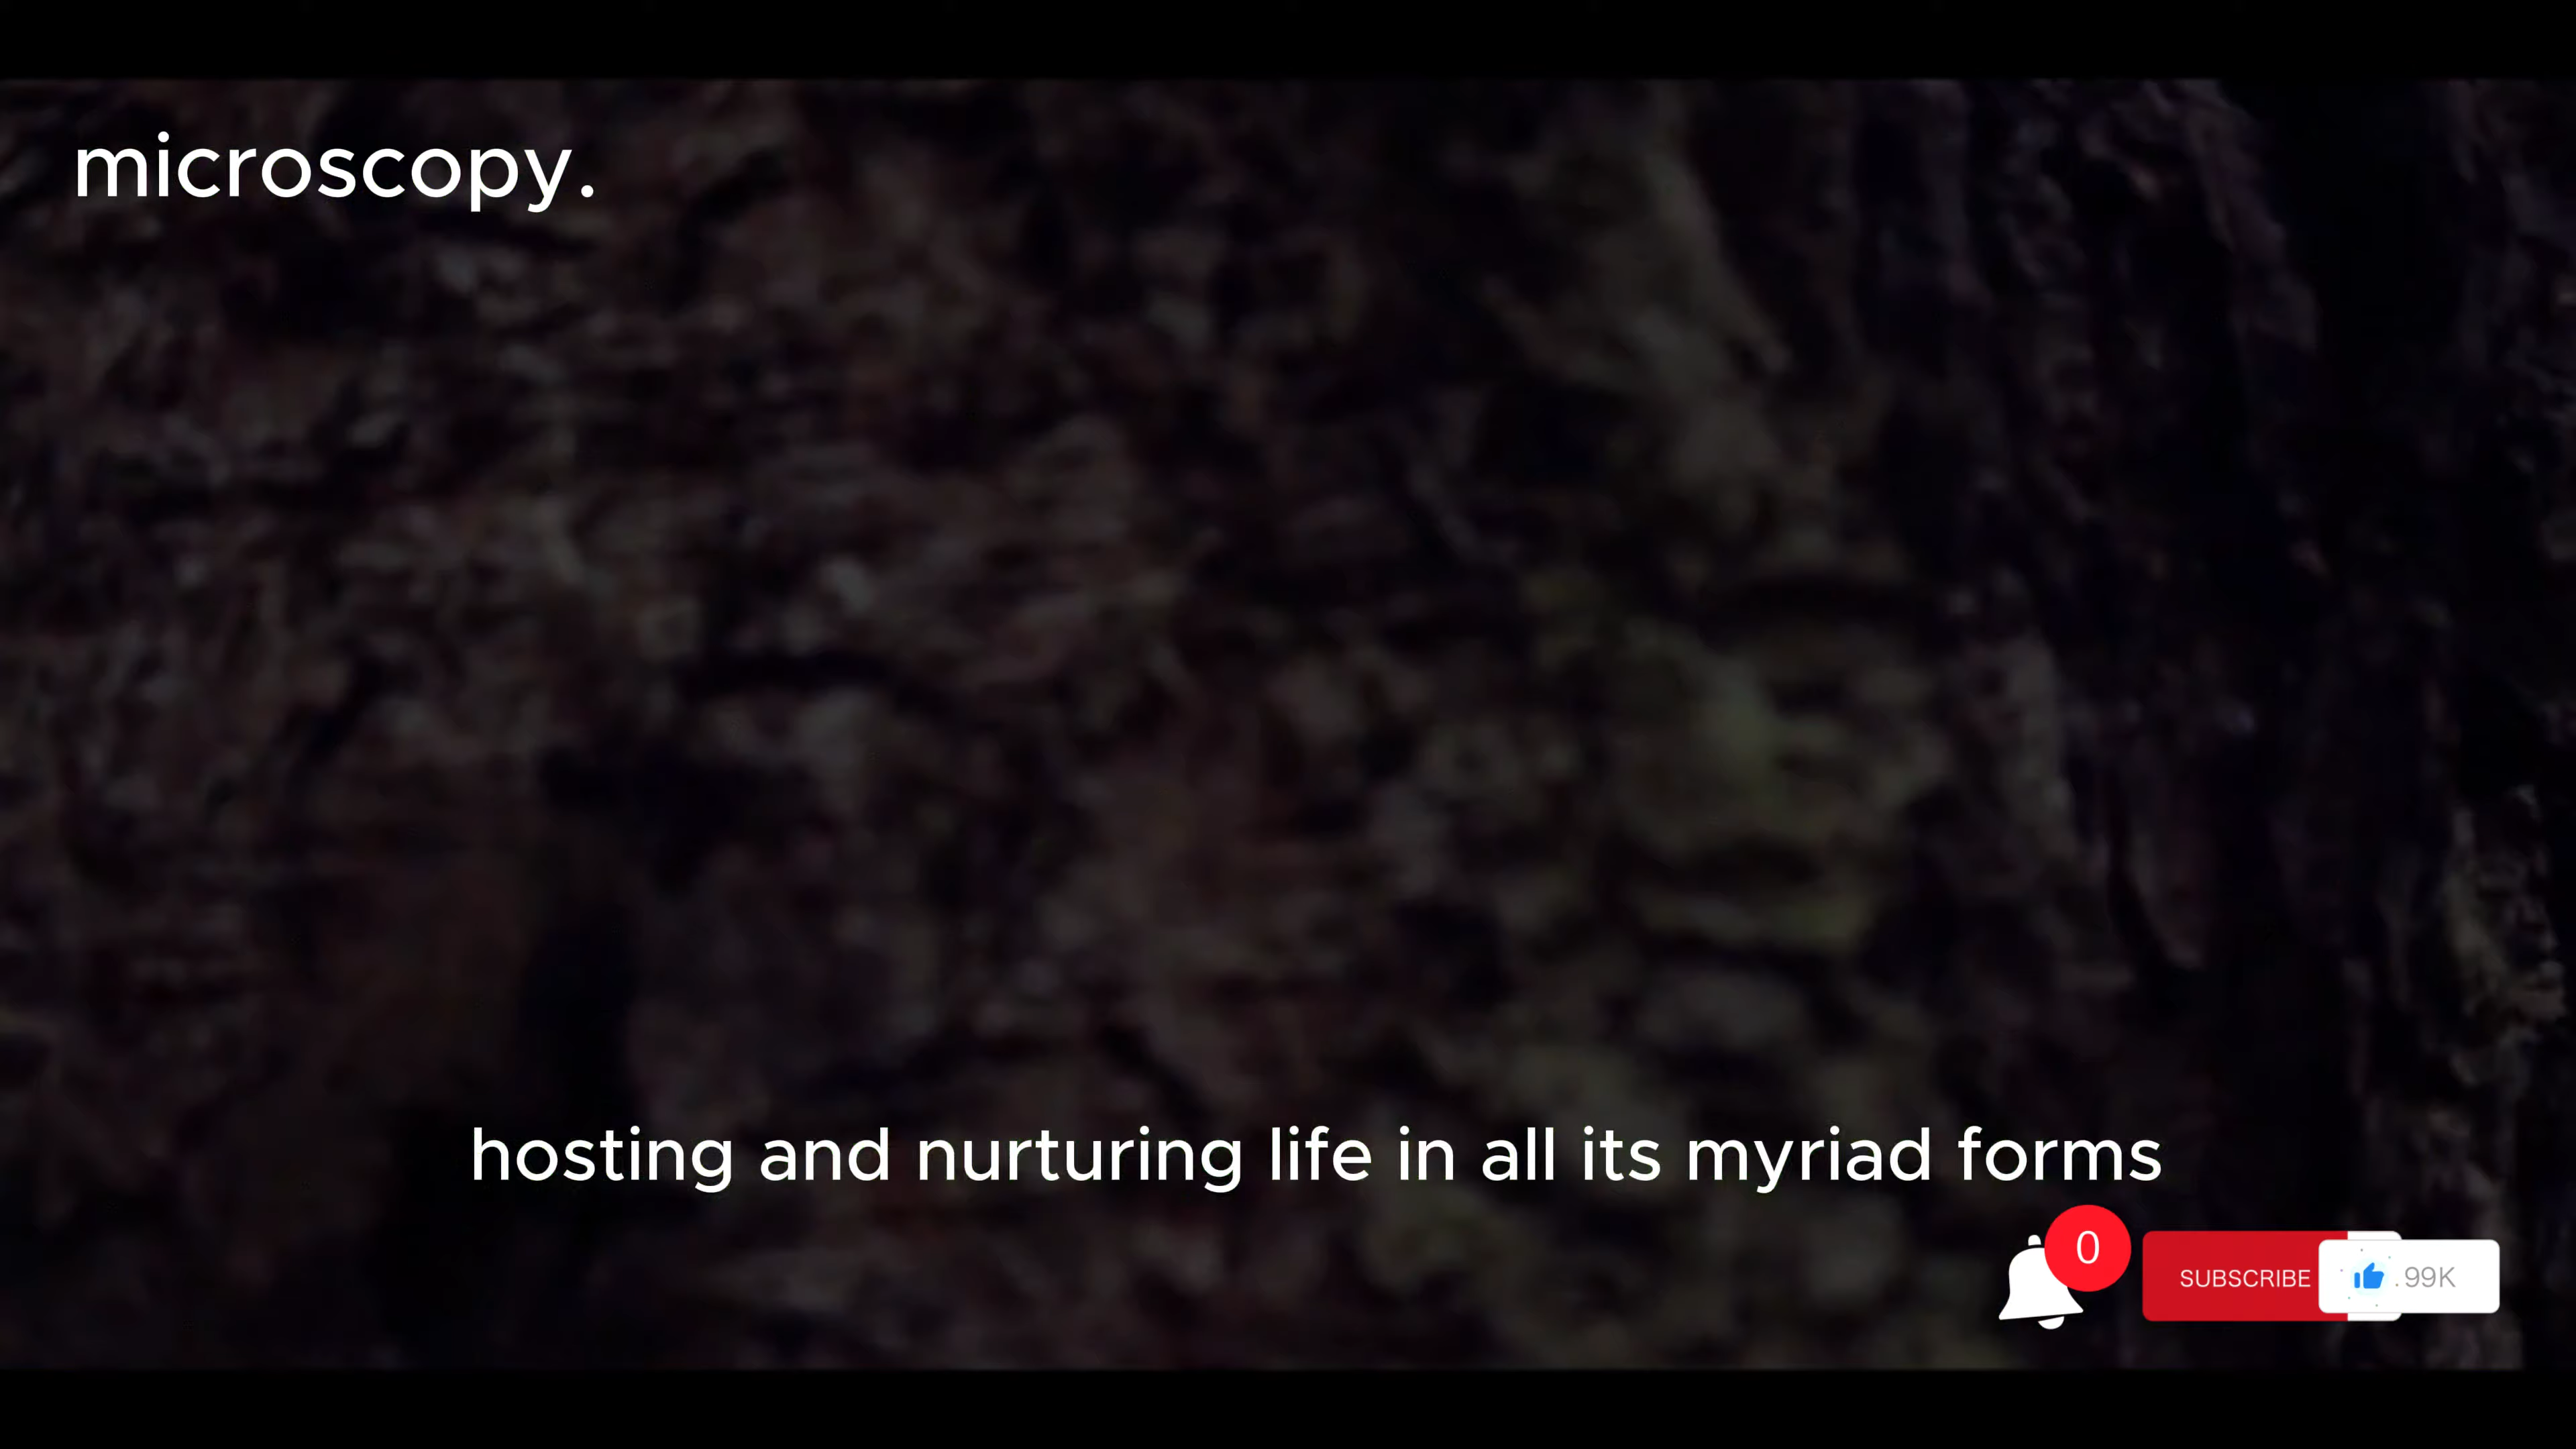 microscopy.
hosting and nurturing life in all its myriad forms
0
SUBSCRIBE
.99K